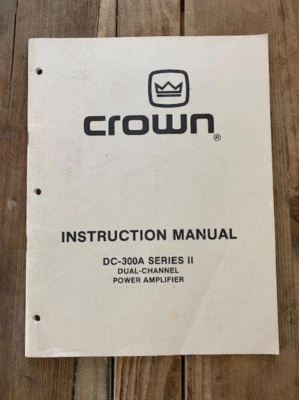 crown®
INSTRUCTION MANUAL
DC-300A SERIES II
DUAL-CHANNEL
POWER AMPLIFIER